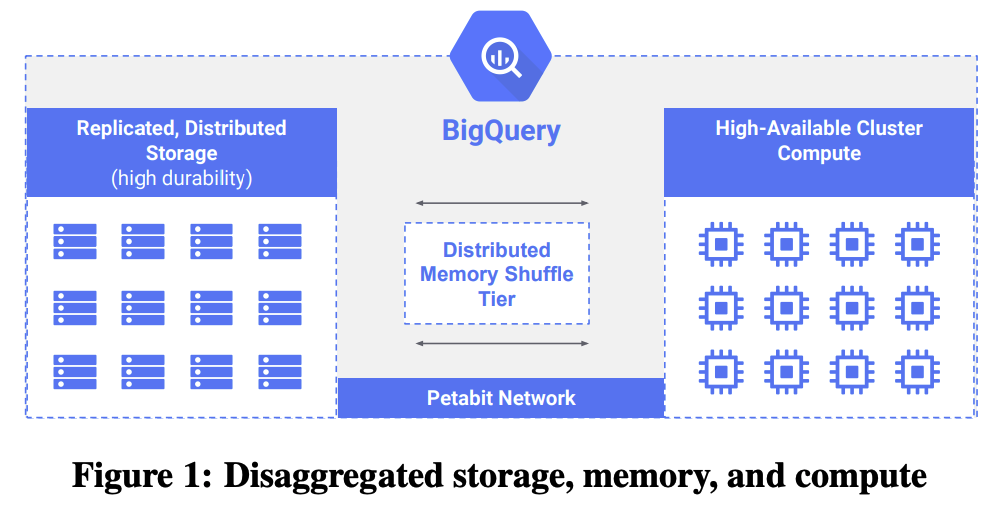 BigQuery
Replicated, Distributed
Storage
(high durability)
Distributed
Memory Shuffle
Tier
Petabit Network
High-Available Cluster
Compute
Figure 1: Disaggregated storage, memory, and compute